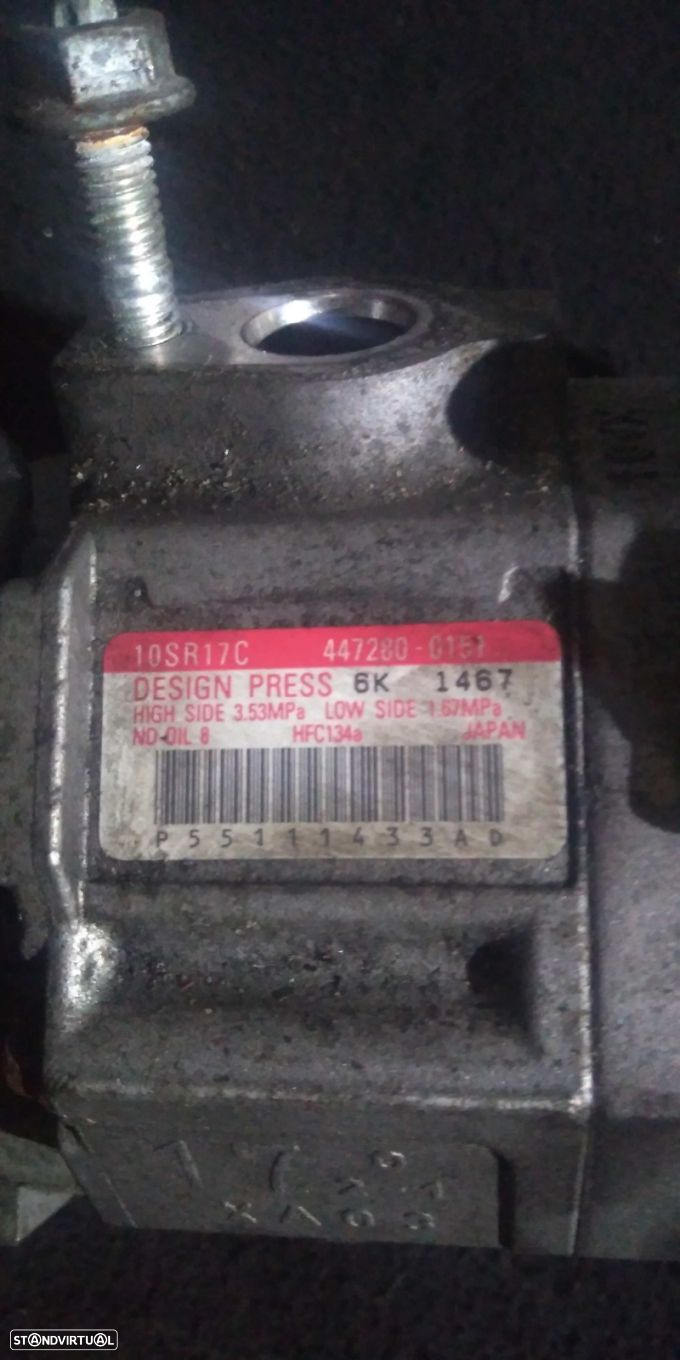 10SR17C 447280-0151
DESIGN PRESS 6K 1467
HIGH SIDE 3.53MPa LOW SIDE 1.67MPa
ND-OIL 8 HFC134a JAPAN
P55111433AD
STANDVIRTUAL